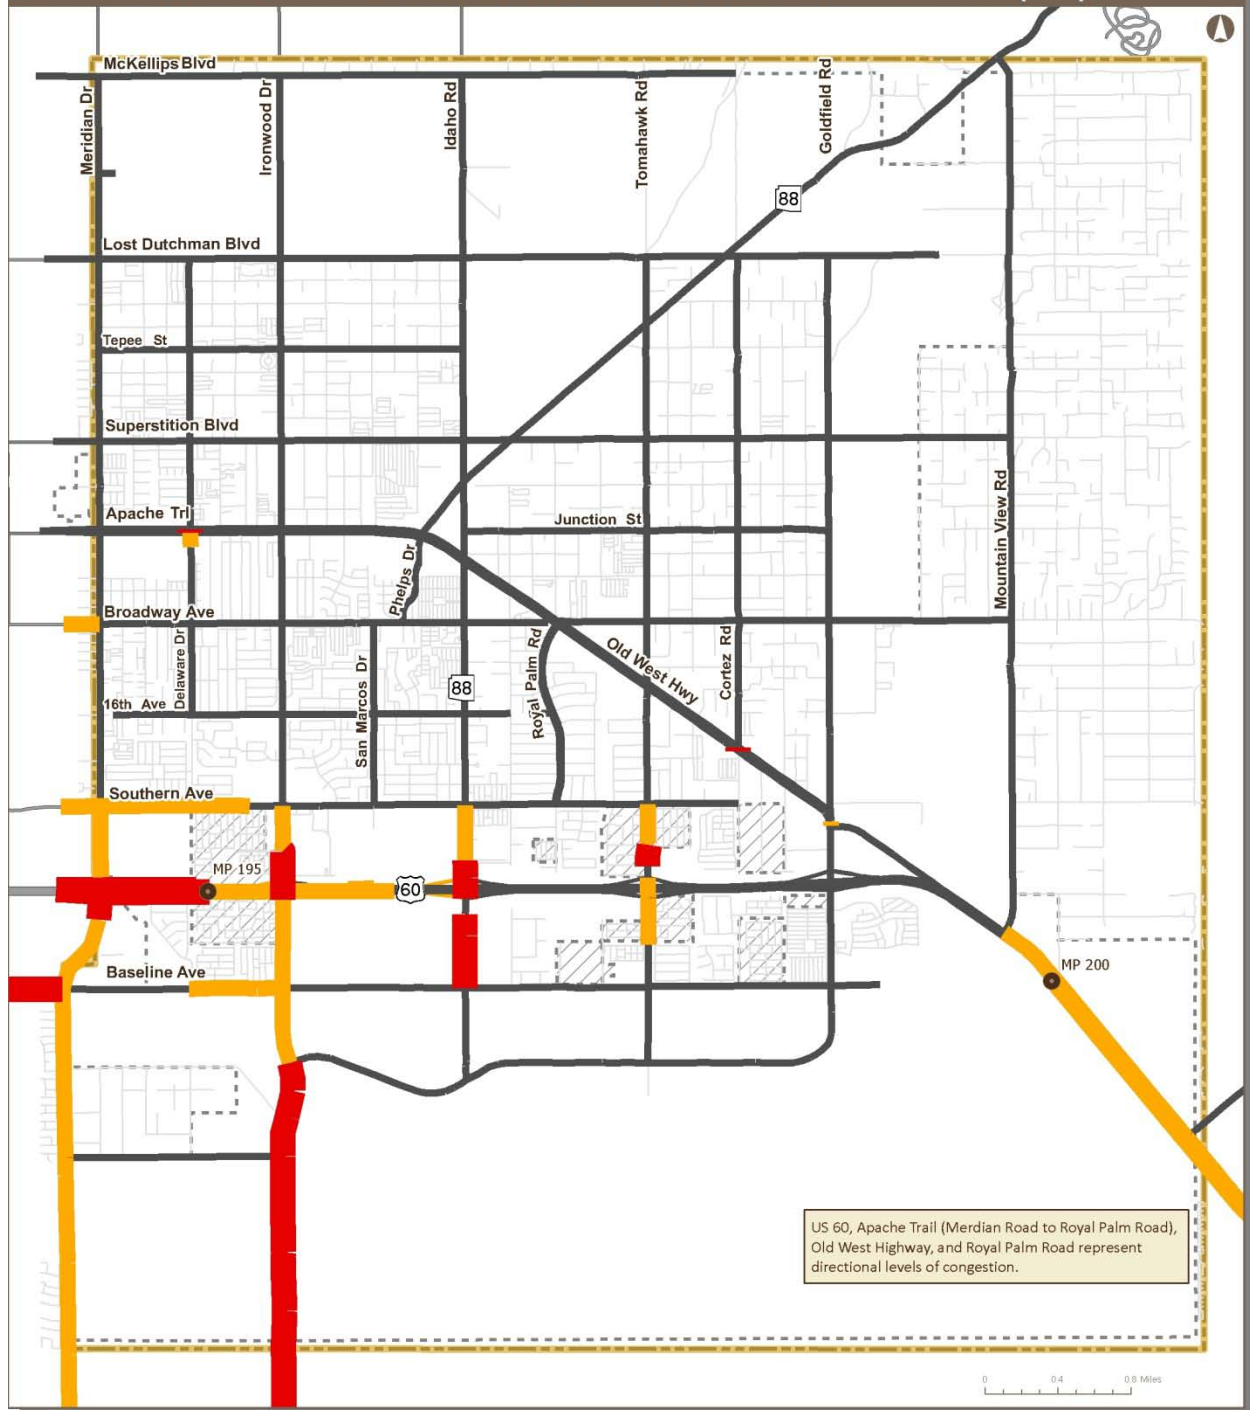 McKellips Blvd
Meridian Dr
Ironwood Dr
Idaho Rd
Tomahawk Rd
Goldfield Rd
88
Lost Dutchman Blvd
Tepee St
Superstition Blvd
Apache Trl
Junction St
Mountain View Rd
Phelps Dr
Broadway Ave
Delaware Dr
San Marcos Dr
88
Royal Palm Rd
Old West Hwy
Cortez Rd
16th Ave
Southern Ave
MP 195
60
Baseline Ave
MP 200
US 60, Apache Trail (Merdian Road to Royal Palm Road),
Old West Highway, and Royal Palm Road represent
directional levels of congestion.
0 0.4 0.8 Miles